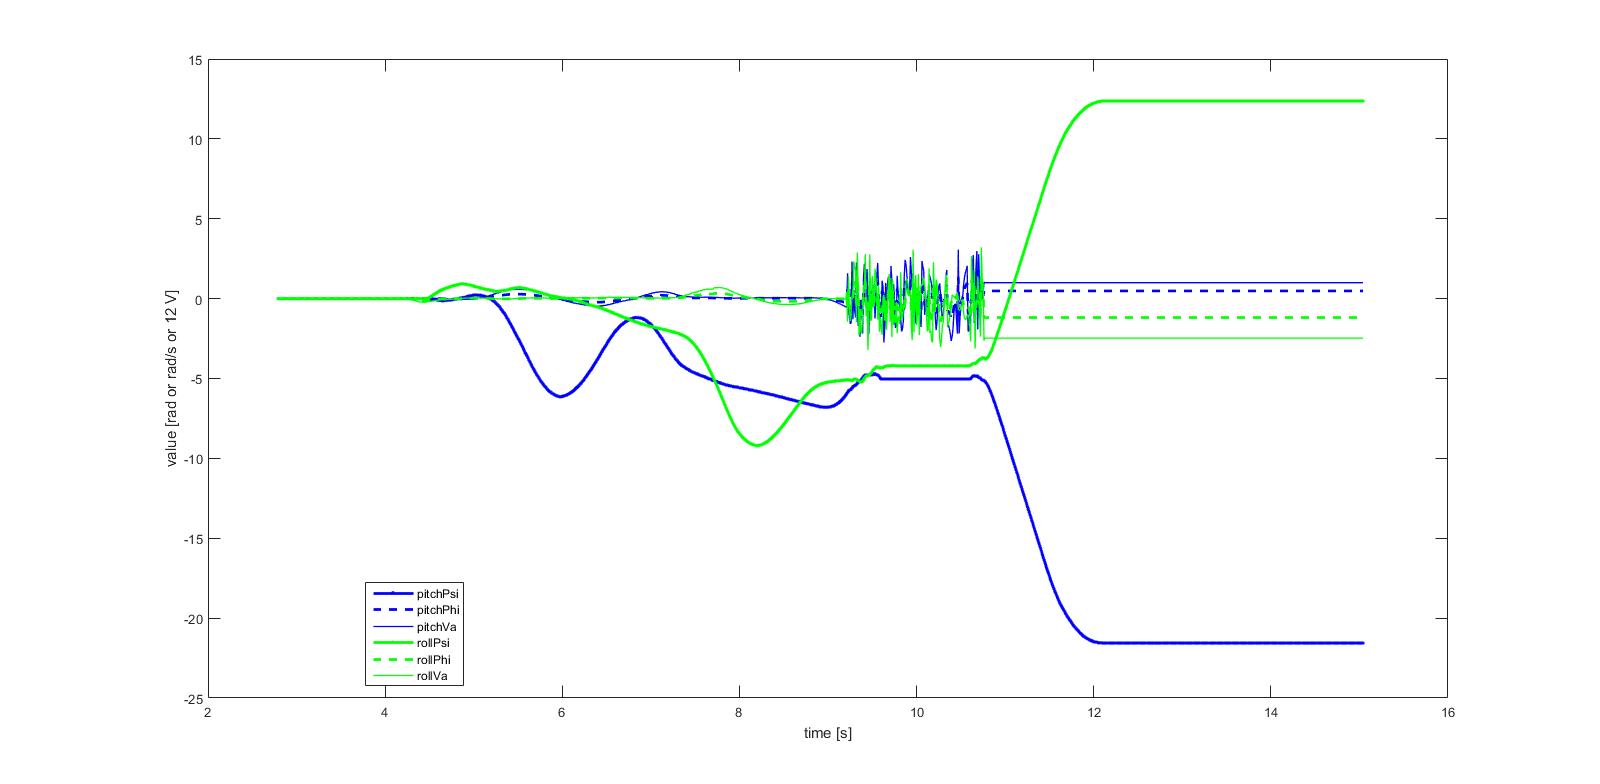 15
10
5
0
-5
-10
-15
-20
-25
value [rad or rad/s or 12 V]
pitchPsi
pitchPhi
pitchVa
rollPsi
rollPhi
rollVa
2 4 6 8 10 12 14 16
time [s]